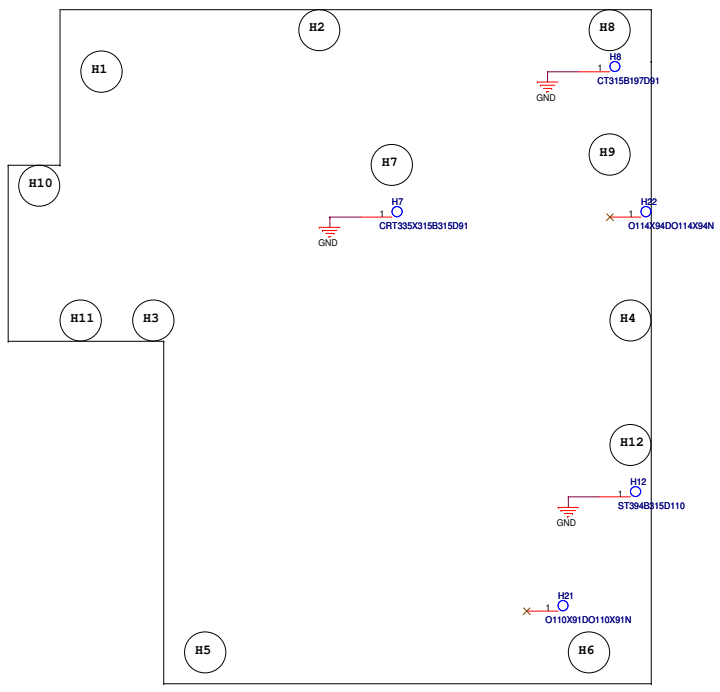 H2
H8
H1
H8
1
CT315B197D91
GND
H9
H7
H10
H7
1
CRT335X315B315D91
GND
H22
1
O114X94DO114X94N
H11
H3
H4
H12
H12
1
ST394B315D110
GND
H21
1
O110X91DO110X91N
H5
H6